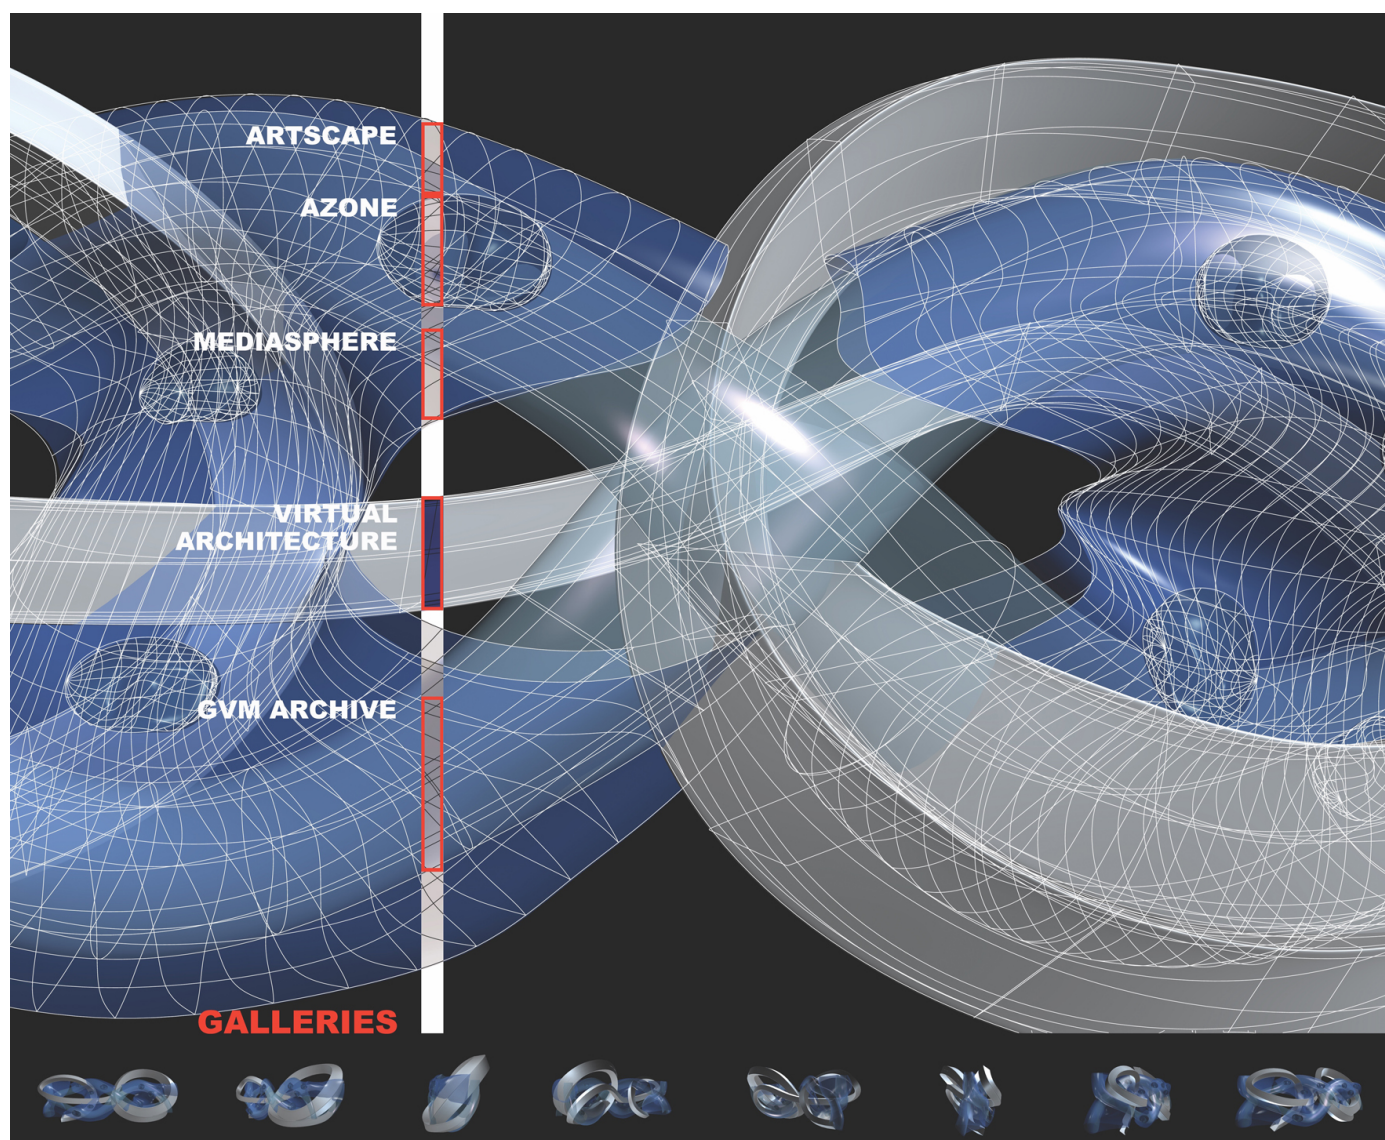 ARTSCAPE
AZONE
MEDIASPHERE
VIRTUAL
ARCHITECTURE
GVM ARCHIVE
GALLERIES